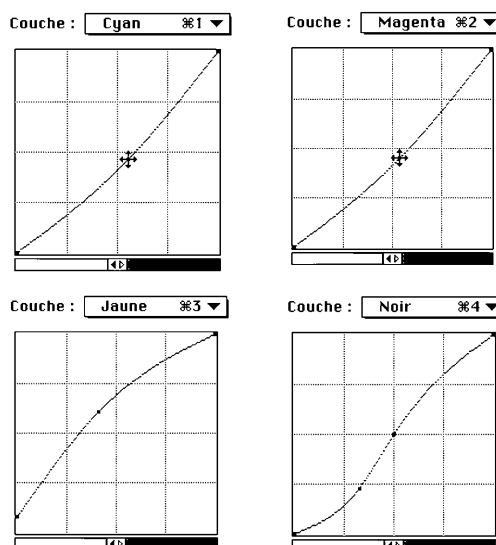 Couche : Cyan ⌘1
Couche : Magenta ⌘2
Couche : Jaune ⌘3
Couche : Noir ⌘4